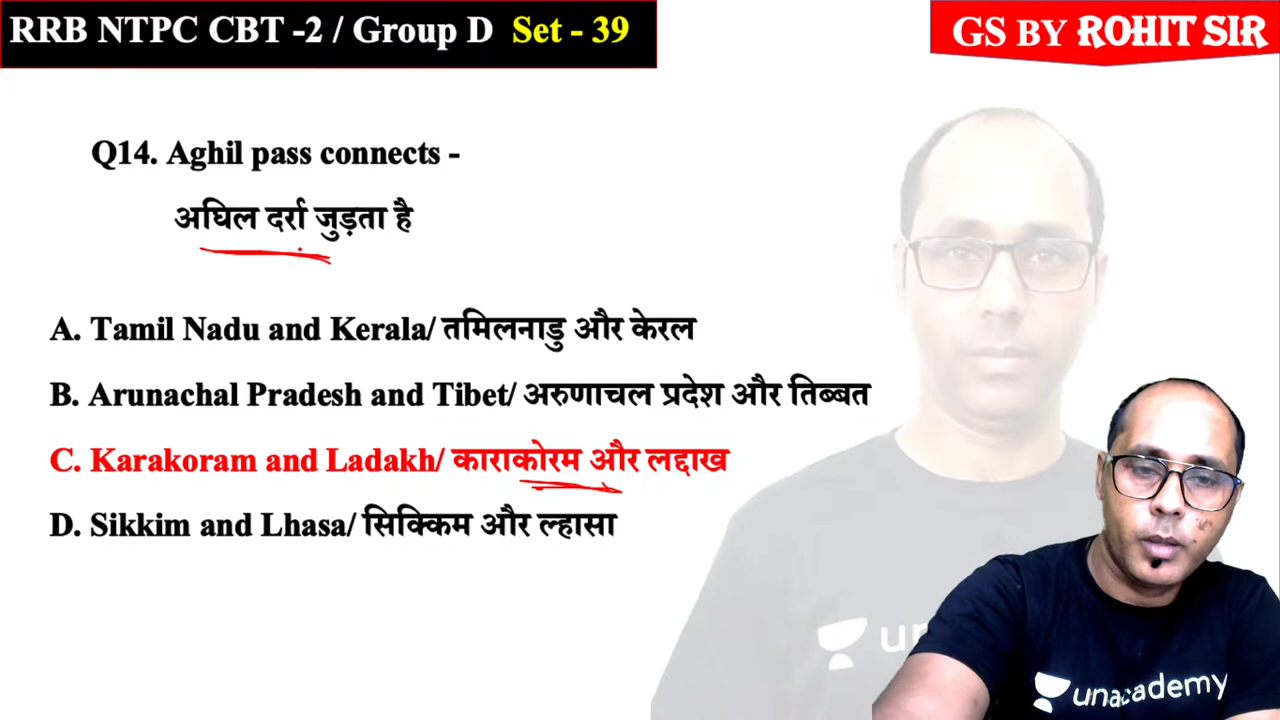 RRB NTPC CBT -2 / Group D Set - 39
GS BY ROHIT SIR
Q14. Aghil pass connects -
अघिल दर्रा जुड़ता है
A. Tamil Nadu and Kerala/ तमिलनाडु और केरल
B. Arunachal Pradesh and Tibet/ अरुणाचल प्रदेश और तिब्बत
C. Karakoram and Ladakh/ काराकोरम और लद्दाख
D. Sikkim and Lhasa/ सिक्किम और ल्हासा
un
unacademy